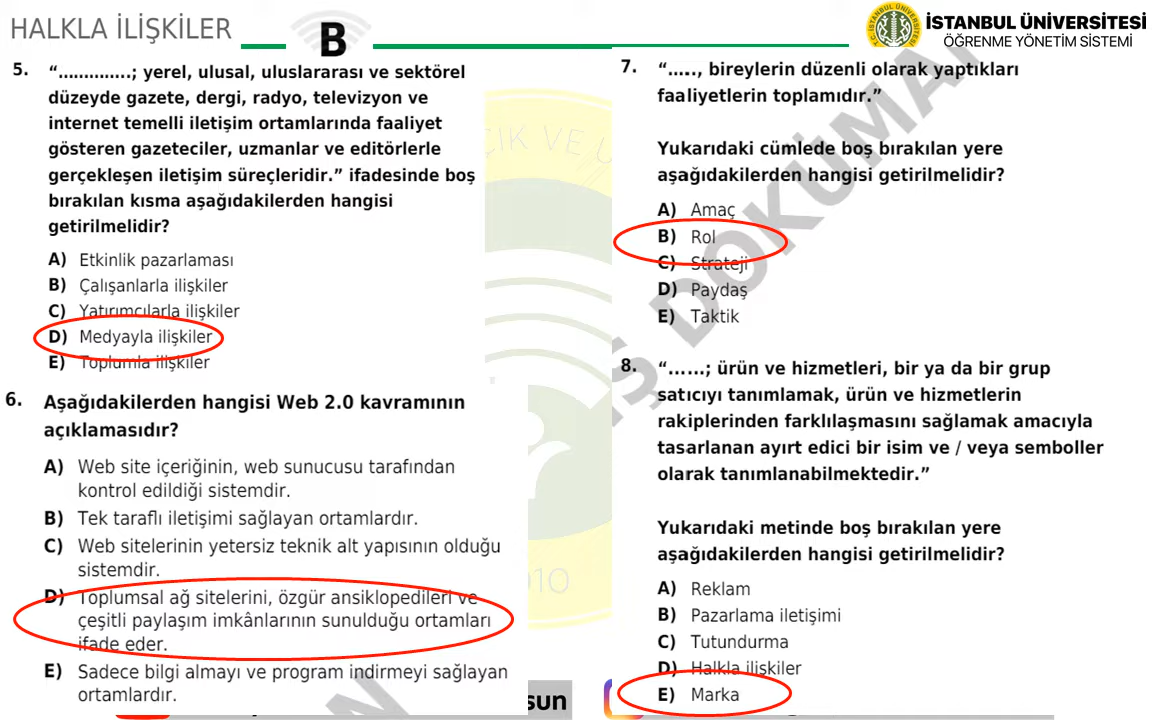 HALKLA İLİŞKİLER
B
İSTANBUL ÜNİVERSİTESİ
ÖĞRENME YÖNETİM SİSTEMİ
5. “…………..; yerel, ulusal, uluslararası ve sektörel
düzeyde gazete, dergi, radyo, televizyon ve
internet temelli iletişim ortamlarında faaliyet
gösteren gazeteciler, uzmanlar ve editörlerle
gerçekleşen iletişim süreçleridir.” ifadesinde boş
bırakılan kısma aşağıdakilerden hangisi
getirilmelidir?
A) Etkinlik pazarlaması
B) Çalışanlarla ilişkiler
C) Yatırımcılarla ilişkiler
D) Medyayla ilişkiler
E) Toplumla ilişkiler
6. Aşağıdakilerden hangisi Web 2.0 kavramının
açıklamasıdır?
A) Web site içeriğinin, web sunucusu tarafından
kontrol edildiği sistemdir.
B) Tek taraflı iletişimi sağlayan ortamlardır.
C) Web sitelerinin yetersiz teknik alt yapısının olduğu
sistemdir.
D) Toplumsal ağ sitelerini, özgür ansiklopedileri ve
çeşitli paylaşım imkânlarının sunulduğu ortamları
ifade eder.
E) Sadece bilgi almayı ve program indirmeyi sağlayan
ortamlardır.
7. “….., bireylerin düzenli olarak yaptıkları
faaliyetlerin toplamıdır.”
Yukarıdaki cümlede boş bırakılan yere
aşağıdakilerden hangisi getirilmelidir?
A) Amaç
B) Rol
C) Strateji
D) Paydaş
E) Taktik
8. “……; ürün ve hizmetleri, bir ya da bir grup
satıcıyı tanımlamak, ürün ve hizmetlerin
rakiplerinden farklılaşmasını sağlamak amacıyla
tasarlanan ayırt edici bir isim ve / veya semboller
olarak tanımlanabilmektedir.”
Yukarıdaki metinde boş bırakılan yere
aşağıdakilerden hangisi getirilmelidir?
A) Reklam
B) Pazarlama iletişimi
C) Tutundurma
D) Halkla ilişkiler
E) Marka